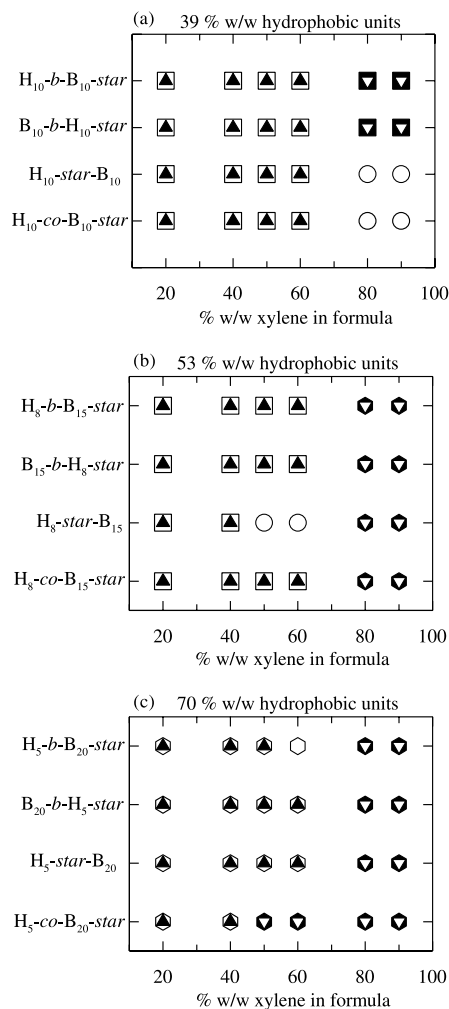 (a) 39 % w/w hydrophobic units
H10-b-B10-star
B10-b-H10-star
H10-star-B10
H10-co-B10-star
20 40 60 80 100
% w/w xylene in formula
(b) 53 % w/w hydrophobic units
H8-b-B15-star
B15-b-H8-star
H8-star-B15
H8-co-B15-star
20 40 60 80 100
% w/w xylene in formula
(c) 70 % w/w hydrophobic units
H5-b-B20-star
B20-b-H5-star
H5-star-B20
H5-co-B20-star
20 40 60 80 100
% w/w xylene in formula